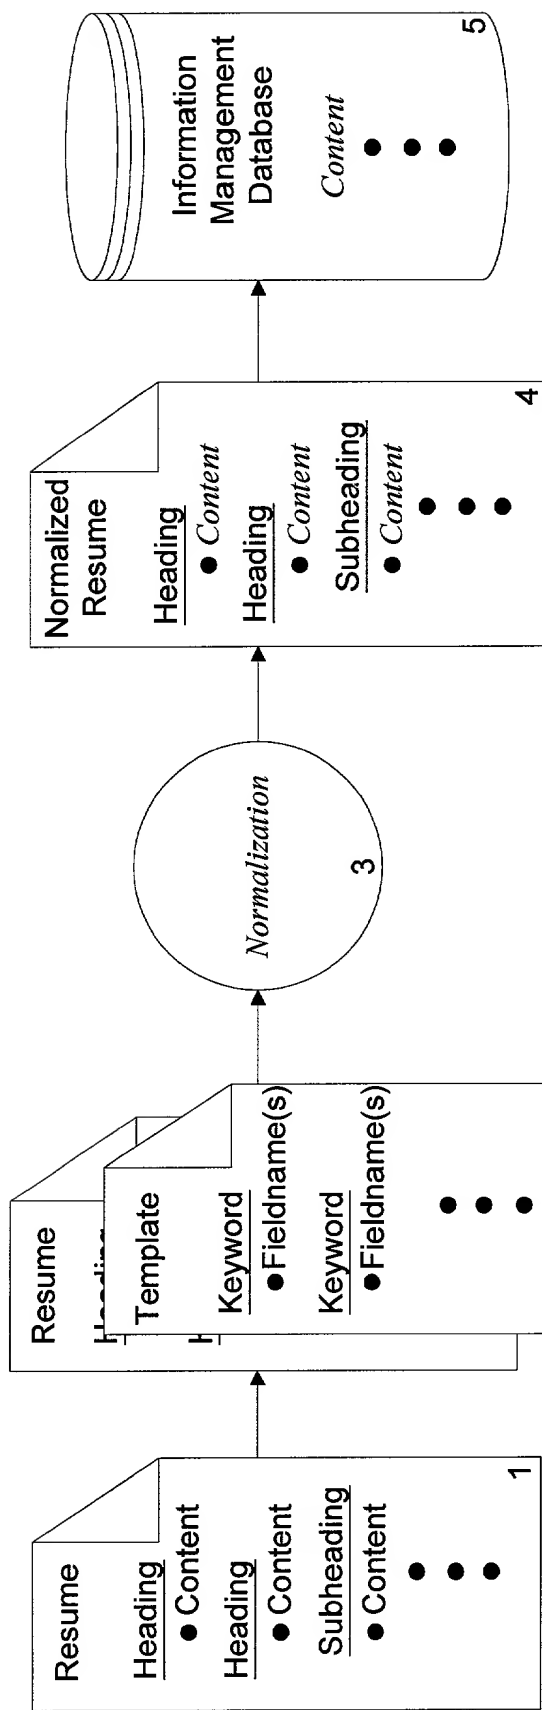 Resume
Heading
● Content
Heading
● Content
Subheading
● Content
●
●
●
1
Resume
Heading
H
Template
Keyword
● Fieldname(s)
Keyword
● Fieldname(s)
●
●
●
Normalization
3
Normalized
Resume
Heading
● Content
Heading
● Content
Subheading
● Content
●
●
●
4
Information
Management
Database
Content
●
●
●
5